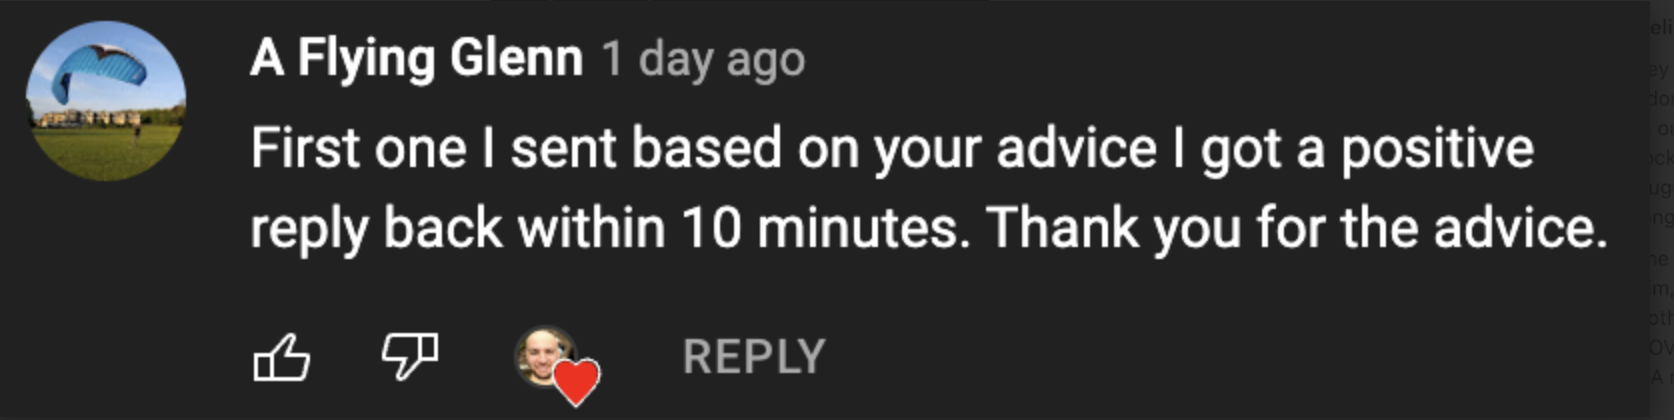 A Flying Glenn 1 day ago
First one I sent based on your advice I got a positive
reply back within 10 minutes. Thank you for the advice.
REPLY